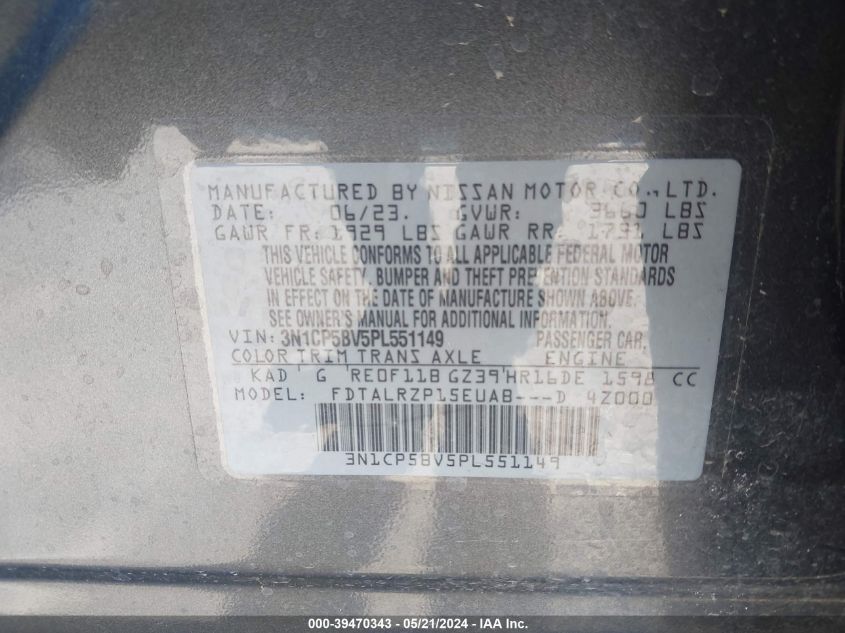 MANUFACTURED BY NISSAN MOTOR CO., LTD.
DATE: 06/23. GVWR: 3660 LBS
GAWR FR: 1929 LBS GAWR RR: 1731 LBS
THIS VEHICLE CONFORMS TO ALL APPLICABLE FEDERAL MOTOR
VEHICLE SAFETY, BUMPER AND THEFT PREVENTION STANDARDS
IN EFFECT ON THE DATE OF MANUFACTURE SHOWN ABOVE.
SEE OWNER'S MANUAL FOR ADDITIONAL INFORMATION.
VIN: 3N1CP5BV5PL551149 PASSENGER CAR.
COLOR TRIM TRANS AXLE ENGINE
KAD G RE0F11B GZ39 HR16DE 1598 CC
MODEL: FDTALRZP15EUAB---D 4Z000
3N1CP5BV5PL551149
000-39470343 - 05/21/2024 - IAA Inc.